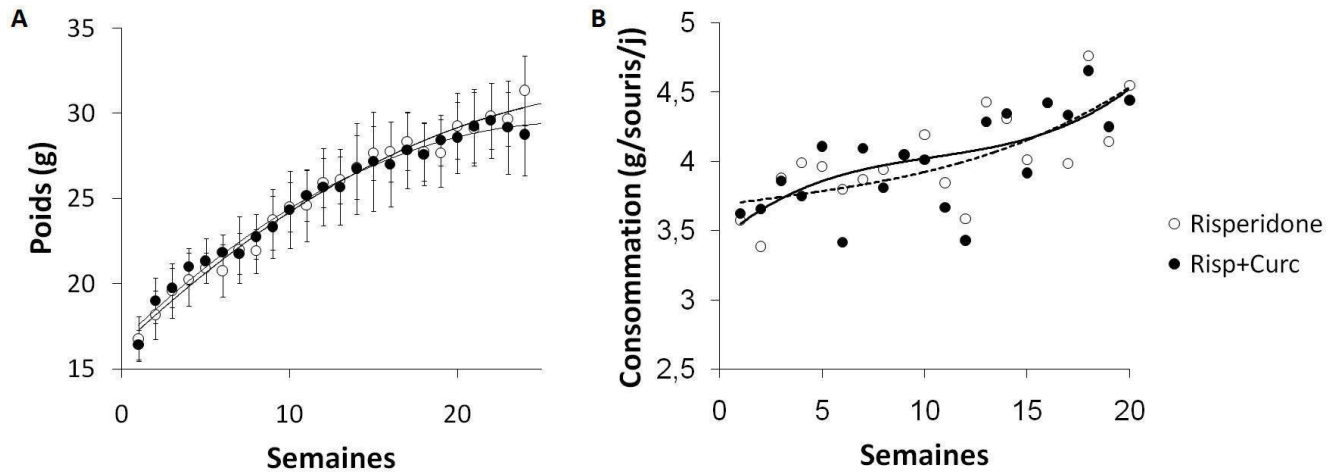 A
35
30
25
20
15
Poids (g)
0
10
20
Semaines
B
5
4,5
4
3,5
3
2,5
Consommation (g/souris/j)
0
5
10
15
20
Semaines
Risperidone
Risp+Curc